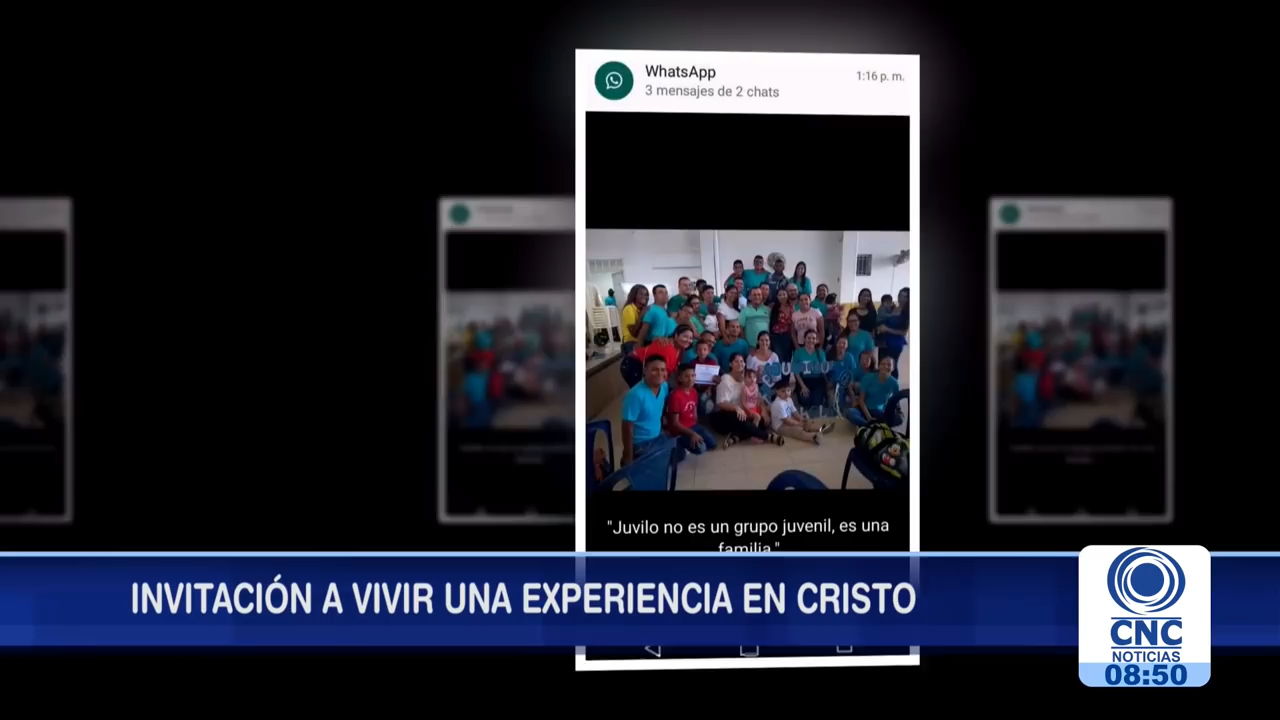 WhatsApp
1:16 p. m.
3 mensajes de 2 chats
"Juvilo no es un grupo juvenil, es una
familia."
INVITACIÓN A VIVIR UNA EXPERIENCIA EN CRISTO
CNC
NOTICIAS
08:50